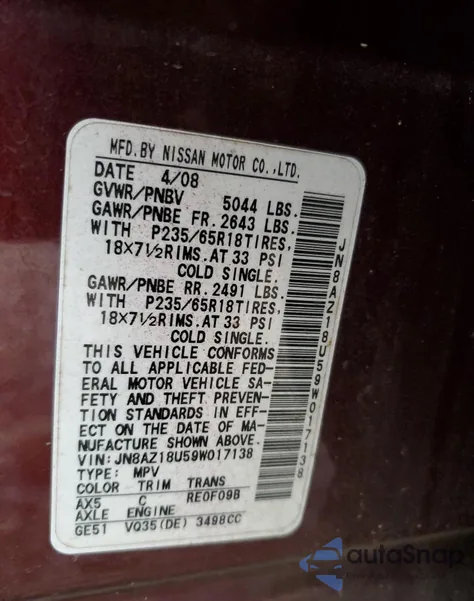 MFD.BY NISSAN MOTOR CO.,LTD.
DATE 4/08
GVWR/PNBV 5044 LBS.
GAWR/PNBE FR. 2643 LBS.
WITH P235/65R18TIRES,
18×7½RIMS.AT 33 PSI
COLD SINGLE.
GAWR/PNBE RR. 2491 LBS.
WITH P235/65R18TIRES,
18×7½RIMS.AT 33 PSI
COLD SINGLE.
THIS VEHICLE CONFORMS
TO ALL APPLICABLE FED-
ERAL MOTOR VEHICLE SA-
FETY AND THEFT PREVEN-
TION STANDARDS IN EFF-
ECT ON THE DATE OF MA-
NUFACTURE SHOWN ABOVE.
VIN: JN8AZ18U59W017138
TYPE: MPV
COLOR TRIM TRANS
AX5 C RE0F09B
AXLE ENGINE
GE51 VQ35(DE) 3498CC
JN8AZ18U59W017138
autoSnap